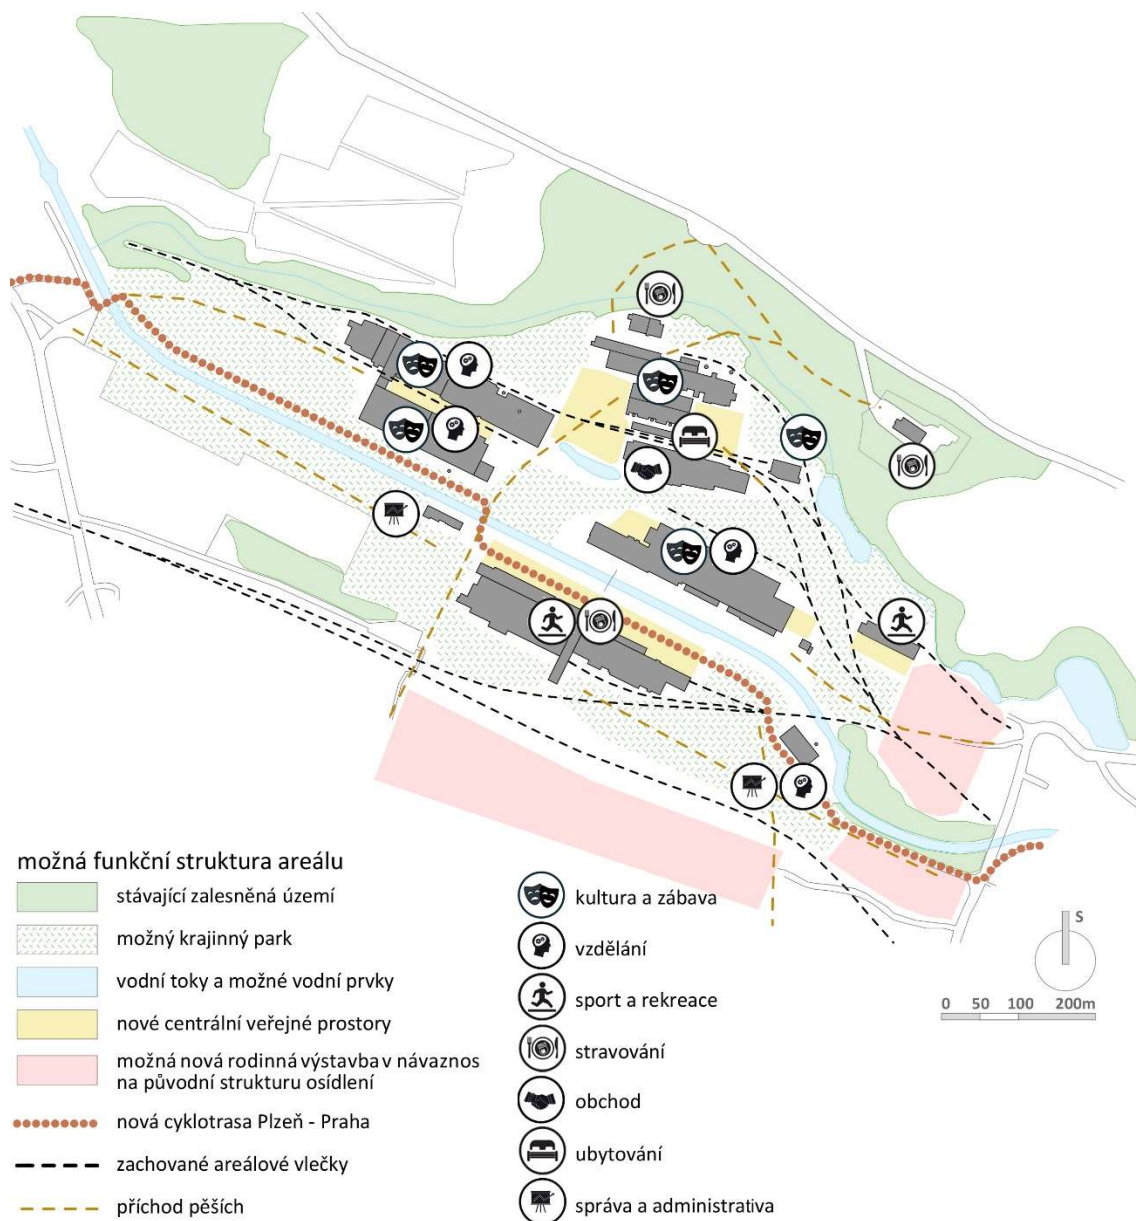 možná funkční struktura areálu
stávající zalesněná území
možný krajinný park
vodní toky a možné vodní prvky
nové centrální veřejné prostory
možná nová rodinná výstavba v návaznos
na původní strukturu osídlení
nová cyklotrasa Plzeň - Praha
zachované areálové vlečky
příchod pěších
kultura a zábava
vzdělání
sport a rekreace
stravování
obchod
ubytování
správa a administrativa
S
0 50 100 200m